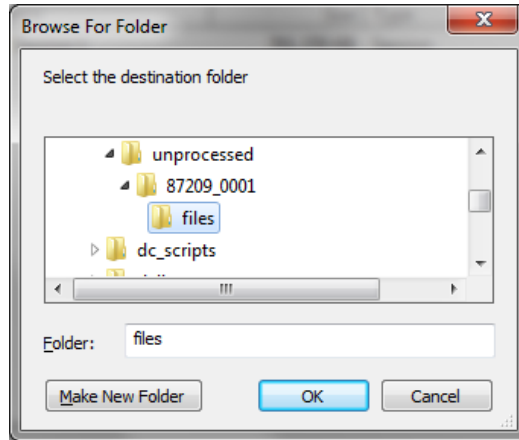 Browse For Folder
Select the destination folder
unprocessed
87209_0001
files
dc_scripts
Folder:
files
Make New Folder
OK
Cancel